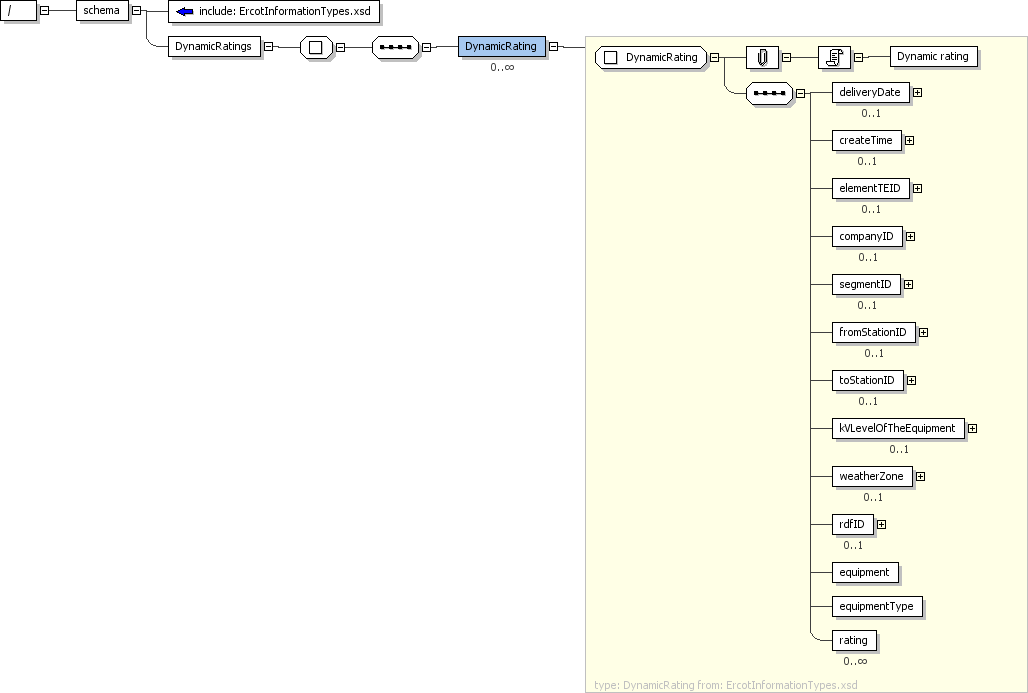 /
schema
include: ErcotInformationTypes.xsd
DynamicRatings
DynamicRating
0..∞
DynamicRating
Dynamic rating
deliveryDate
0..1
createTime
0..1
elementTEID
0..1
companyID
0..1
segmentID
0..1
fromStationID
0..1
toStationID
0..1
kVLevelOfTheEquipment
0..1
weatherZone
0..1
rdfID
0..1
equipment
equipmentType
rating
0..∞
type: DynamicRating from: ErcotInformationTypes.xsd